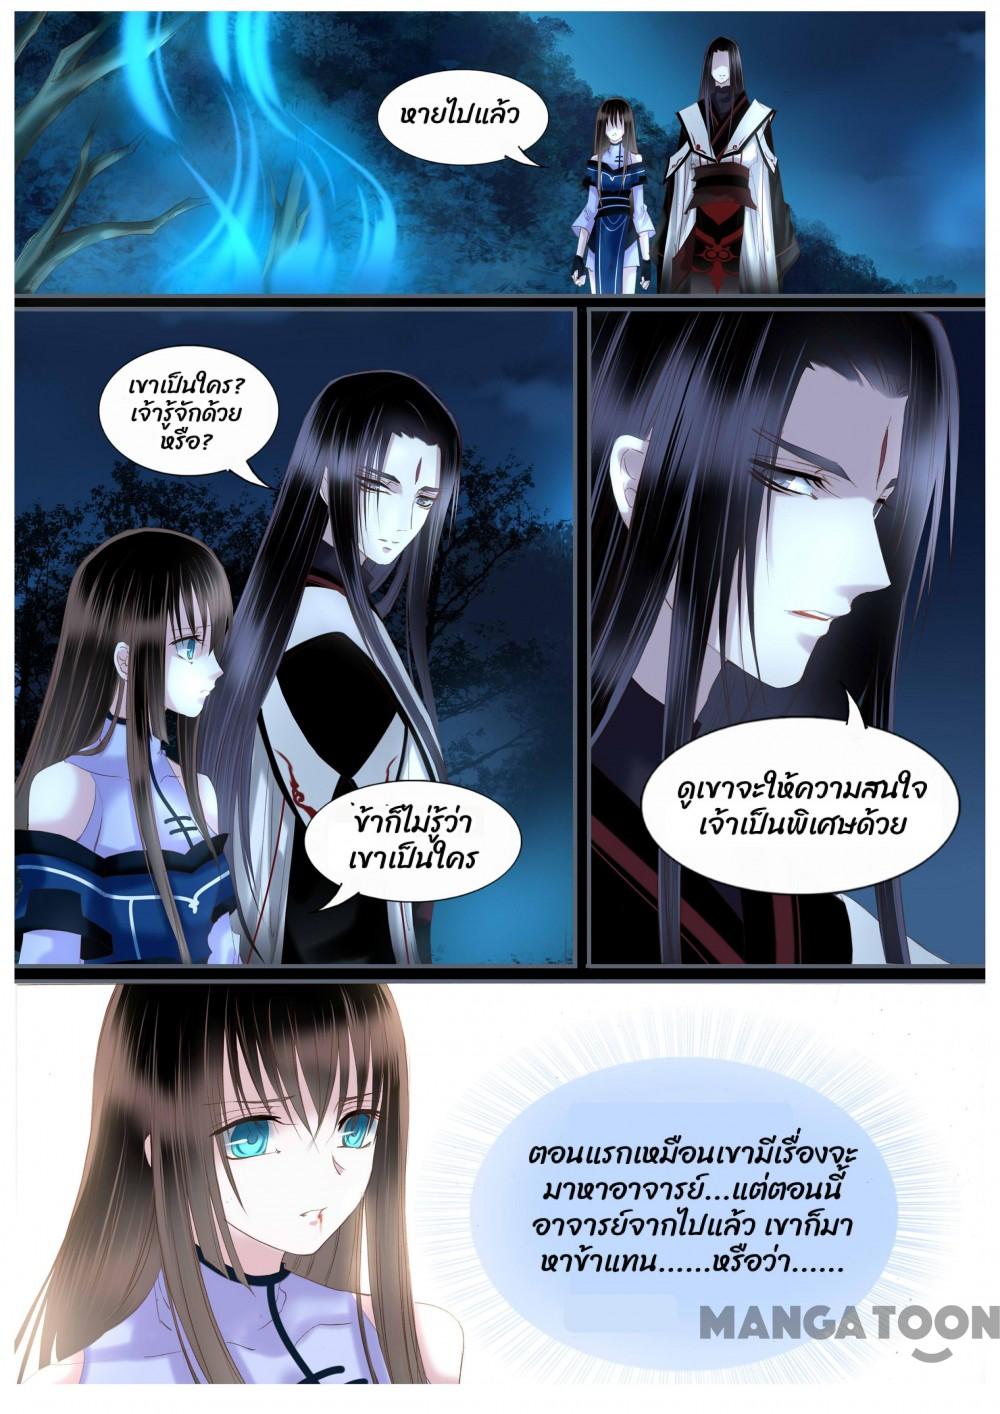 หายไปแล้ว
เขาเป็นใคร?
เจ้ารู้จักด้วย
หรือ?
ข้าก็ไม่รู้ว่า
เขาเป็นใคร
ดูเขาจะให้ความสนใจ
เจ้าเป็นพิเศษด้วย
ตอนแรกเหมือนเขามีเรื่องจะ
มาหาอาจารย์...แต่ตอนนี้
อาจารย์จากไปแล้ว เขาก็มา
หาข้าแทน......หรือว่า......
MANGATOON